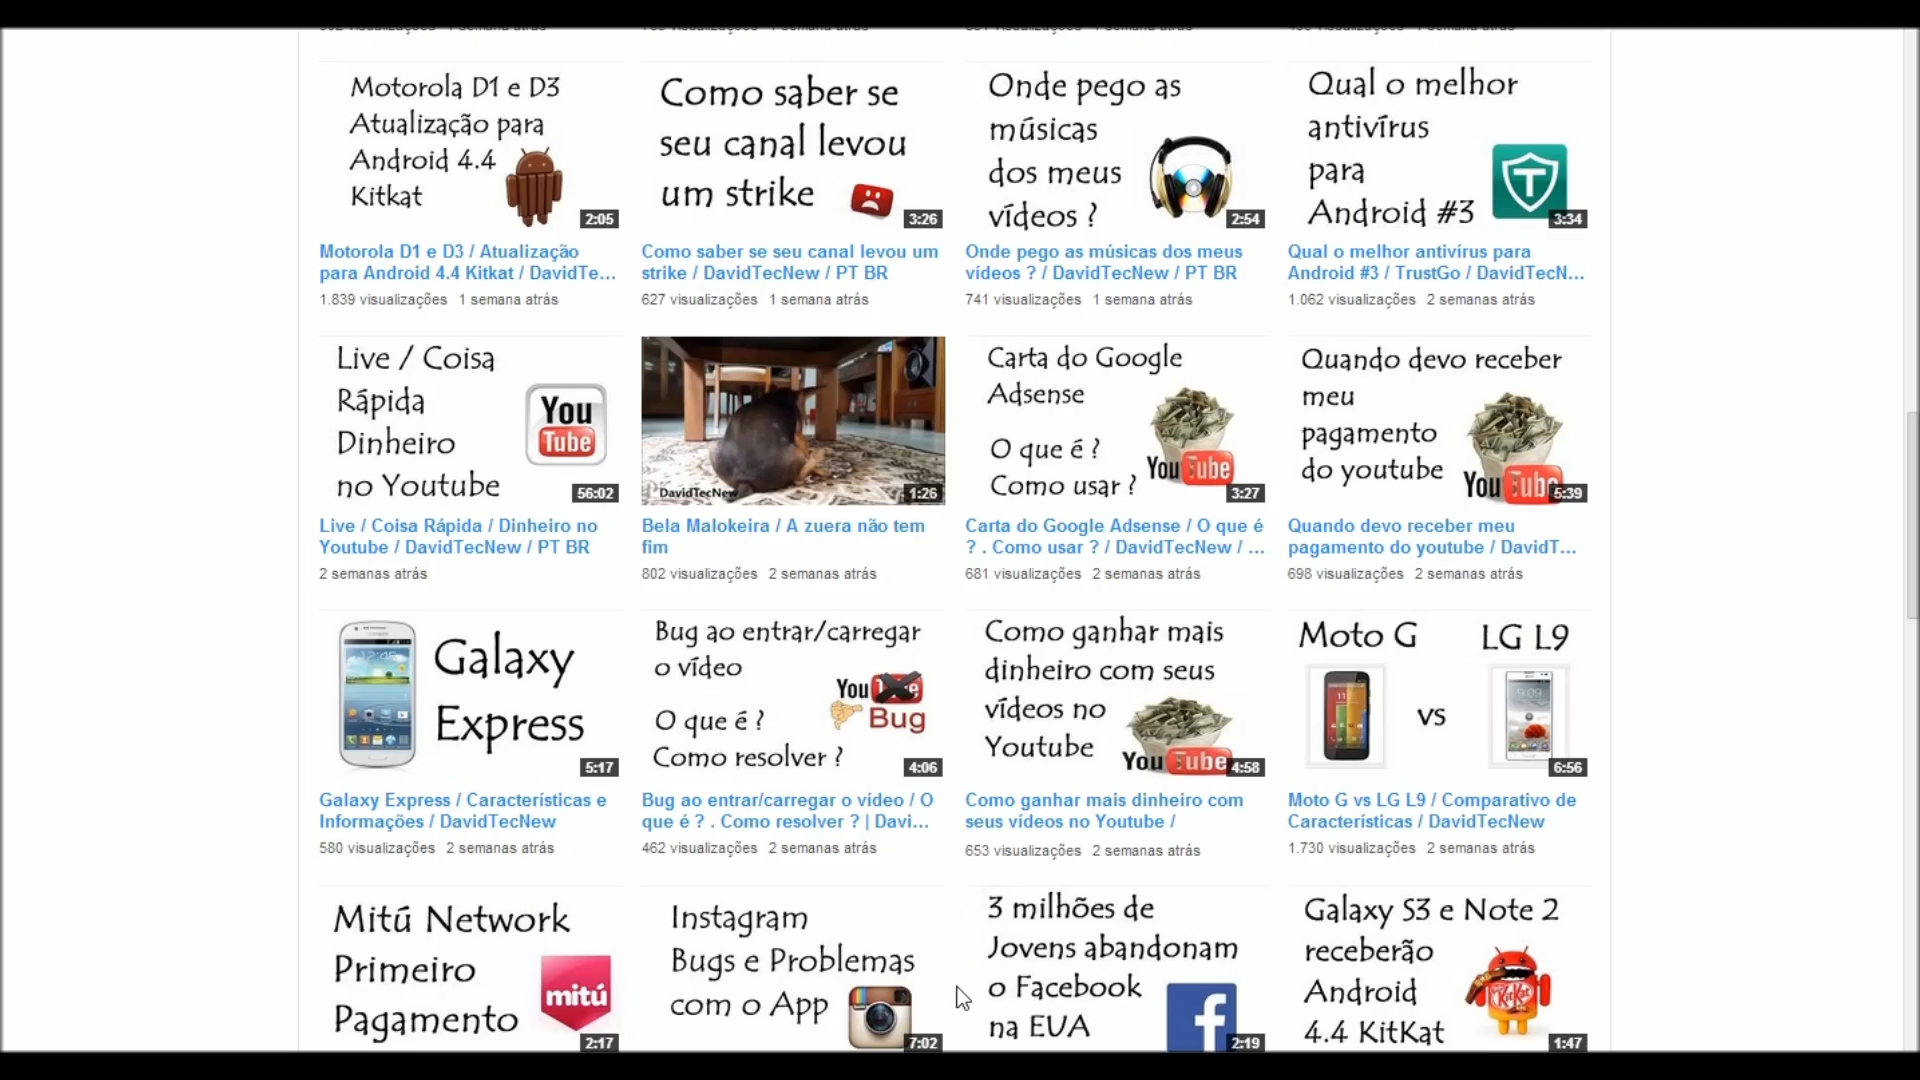 Motorola D1 e D3
Atualização para
Android 4.4
Kitkat
2:05
Como saber se
seu canal levou
um strike
3:26
Onde pego as
músicas
dos meus
vídeos ?
2:54
Qual o melhor
antivírus
para
Android #3
T
3:34
Motorola D1 e D3 / Atualização
para Android 4.4 Kitkat / DavidTe...
1.839 visualizações 1 semana atrás
Como saber se seu canal levou um
strike / DavidTecNew / PT BR
627 visualizações 1 semana atrás
Onde pego as músicas dos meus
vídeos ? / DavidTecNew / PT BR
741 visualizações 1 semana atrás
Qual o melhor antivírus para
Android #3 / TrustGo / DavidTecN...
1.062 visualizações 2 semanas atrás
Live / Coisa
Rápida
Dinheiro
no Youtube
You
Tube
56:02
DavidTecNew
1:26
Carta do Google
Adsense
O que é ?
Como usar ?
You Tube
3:27
Quando devo receber
meu
pagamento
do youtube
You Tube
5:39
Live / Coisa Rápida / Dinheiro no
Youtube / DavidTecNew / PT BR
2 semanas atrás
Bela Malokeira / A zuera não tem
fim
802 visualizações 2 semanas atrás
Carta do Google Adsense / O que é
? . Como usar ? / DavidTecNew / ...
681 visualizações 2 semanas atrás
Quando devo receber meu
pagamento do youtube / DavidT...
698 visualizações 2 semanas atrás
Galaxy
Express
5:17
Bug ao entrar/carregar
o vídeo
O que é ?
Como resolver ?
You Tube
Bug
4:06
Como ganhar mais
dinheiro com seus
vídeos no
Youtube
You Tube
4:58
Moto G
LG L9
vs
6:56
Galaxy Express / Características e
Informações / DavidTecNew
580 visualizações 2 semanas atrás
Bug ao entrar/carregar o vídeo / O
que é ? . Como resolver ? | Davi...
462 visualizações 2 semanas atrás
Como ganhar mais dinheiro com
seus vídeos no Youtube /
653 visualizações 2 semanas atrás
Moto G vs LG L9 / Comparativo de
Características / DavidTecNew
1.730 visualizações 2 semanas atrás
Mitú Network
Primeiro
Pagamento
mitú
2:17
Instagram
Bugs e Problemas
com o App
7:02
3 milhões de
Jovens abandonam
o Facebook
na EUA
f
2:19
Galaxy S3 e Note 2
receberão
Android
4.4 KitKat
KitKat
1:47